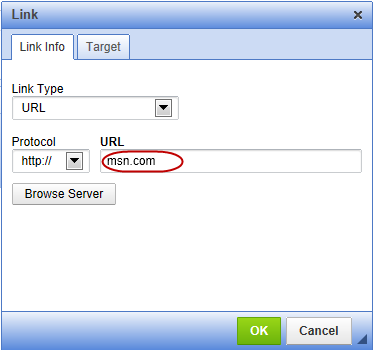 Link
Link Info Target
Link Type
URL
Protocol URL
http:// msn.com
Browse Server
OK Cancel